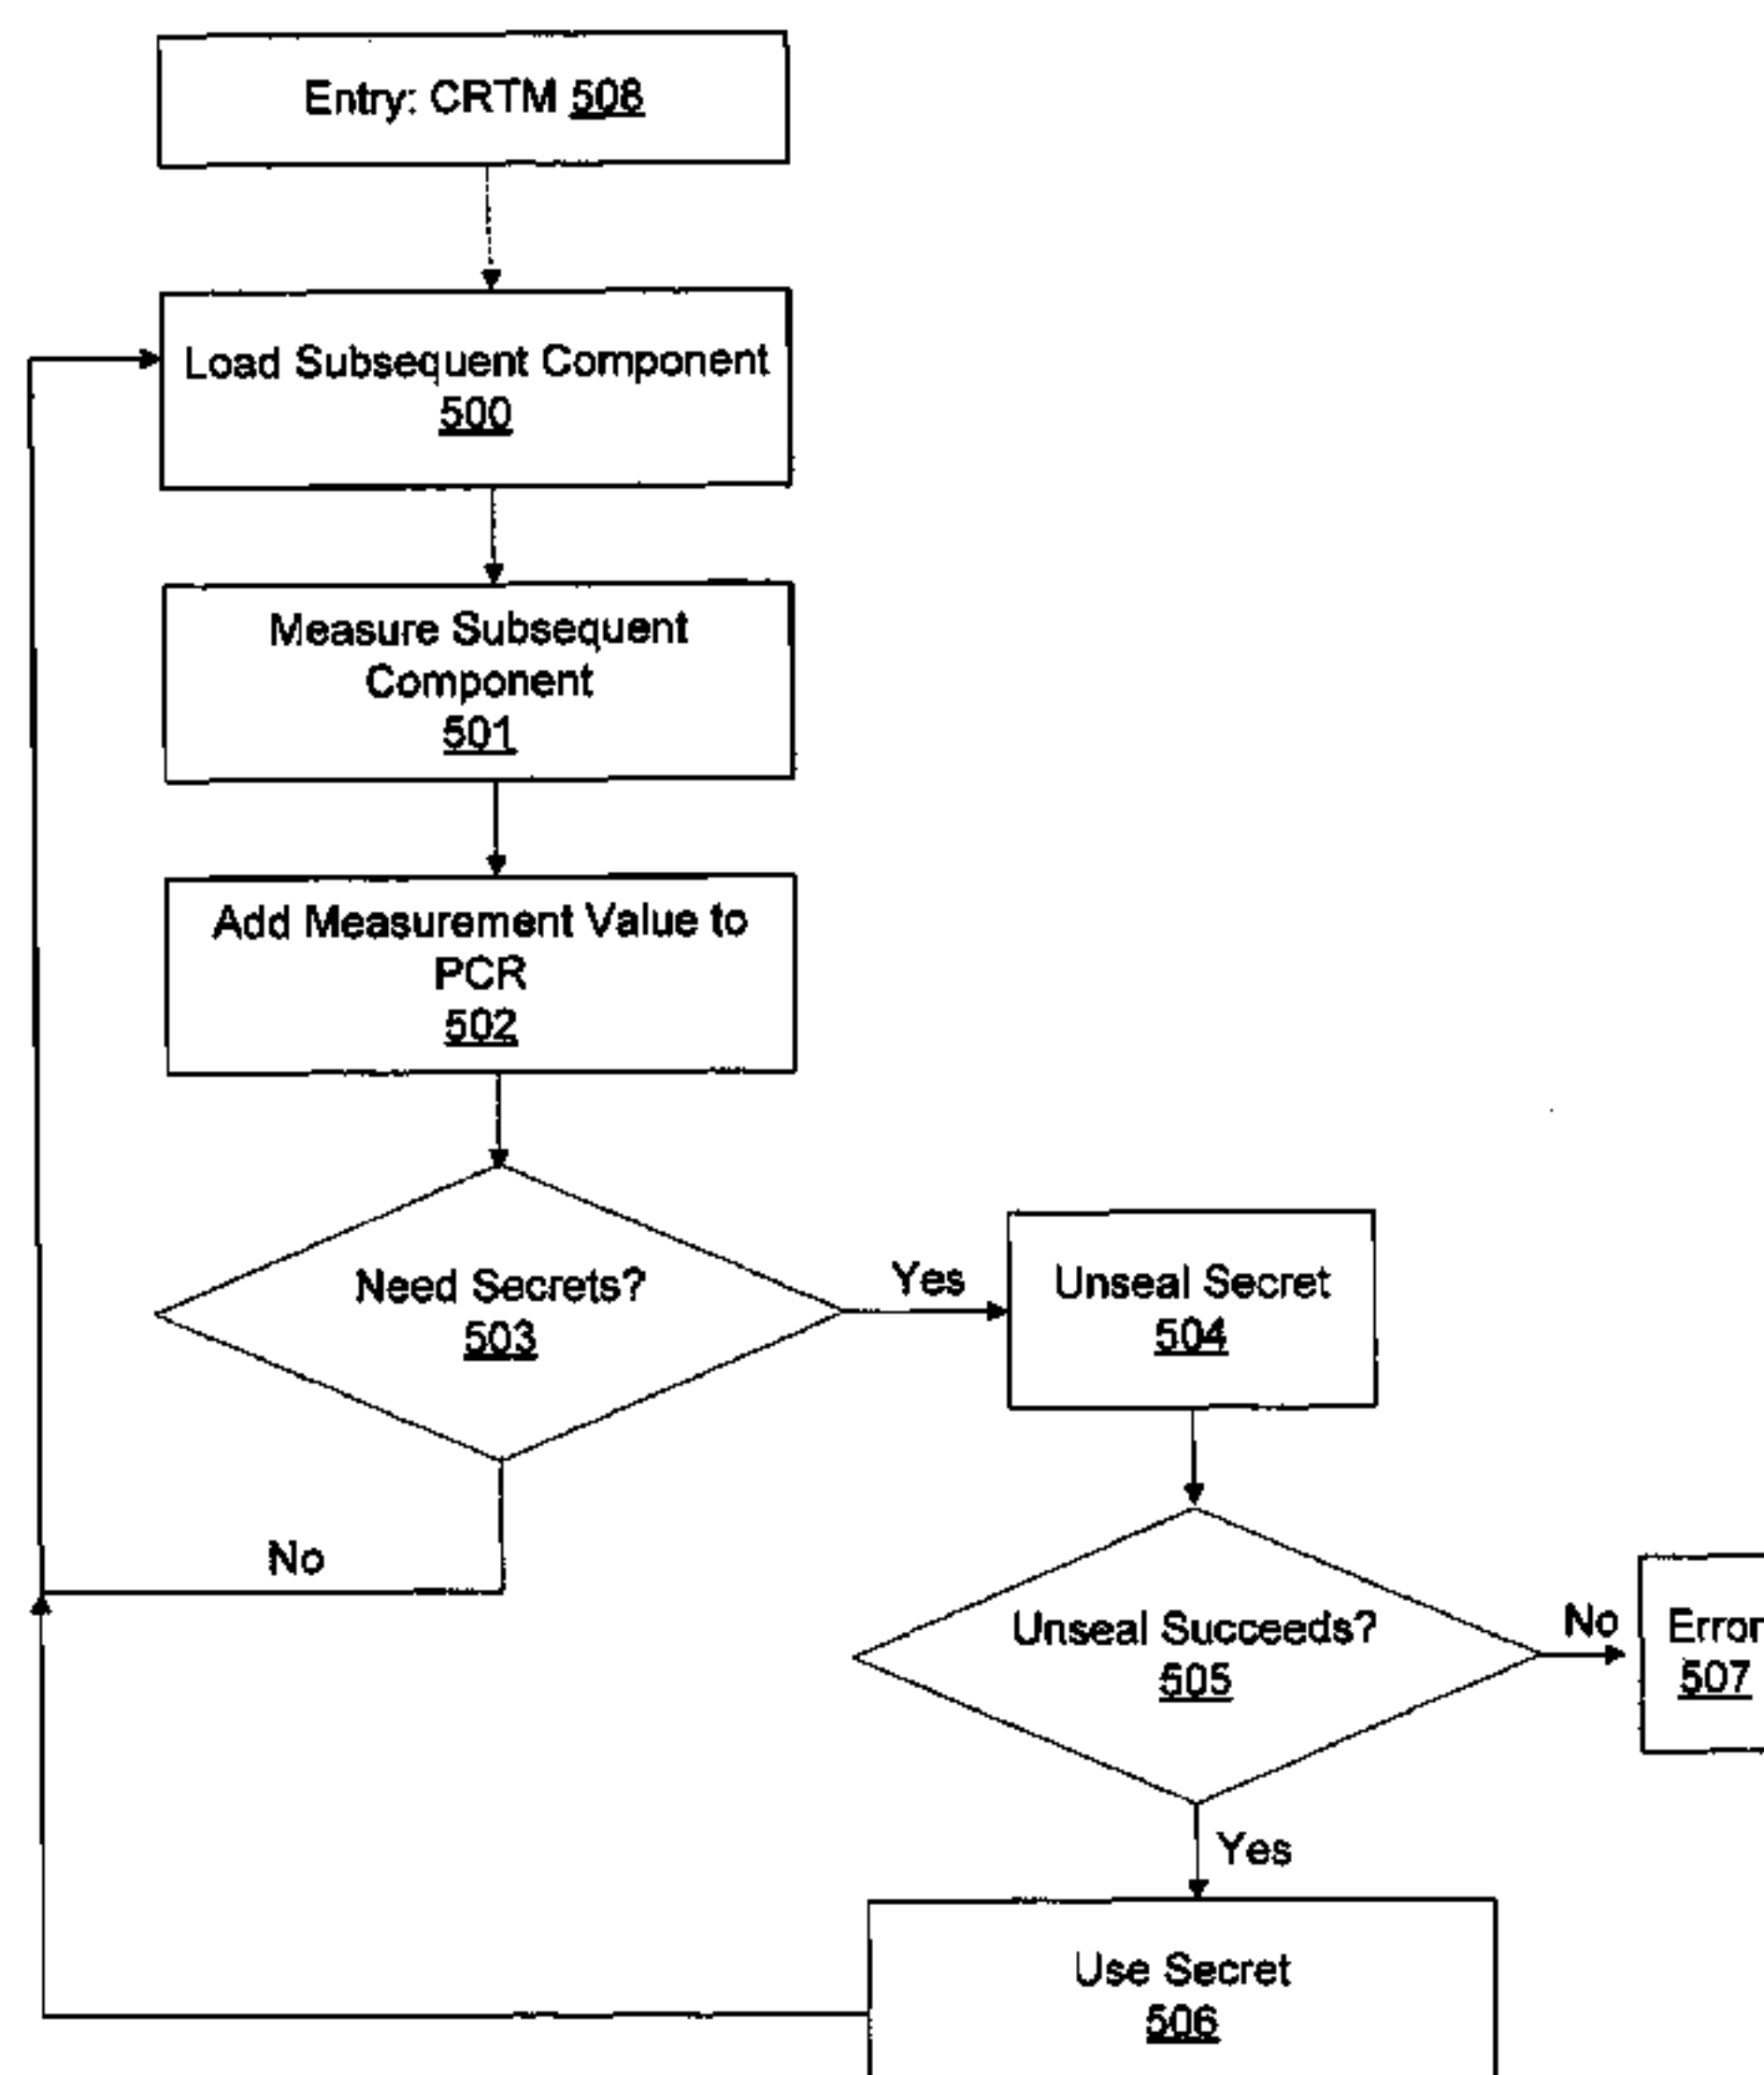 Entry: CRTM 508
Load Subsequent Component
500
Measure Subsequent
Component
501
Add Measurement Value to
PCR
502
Need Secrets?
503
Yes
Unseal Secret
504
No
Unseal Succeeds?
505
No
Error
507
Yes
Use Secret
506